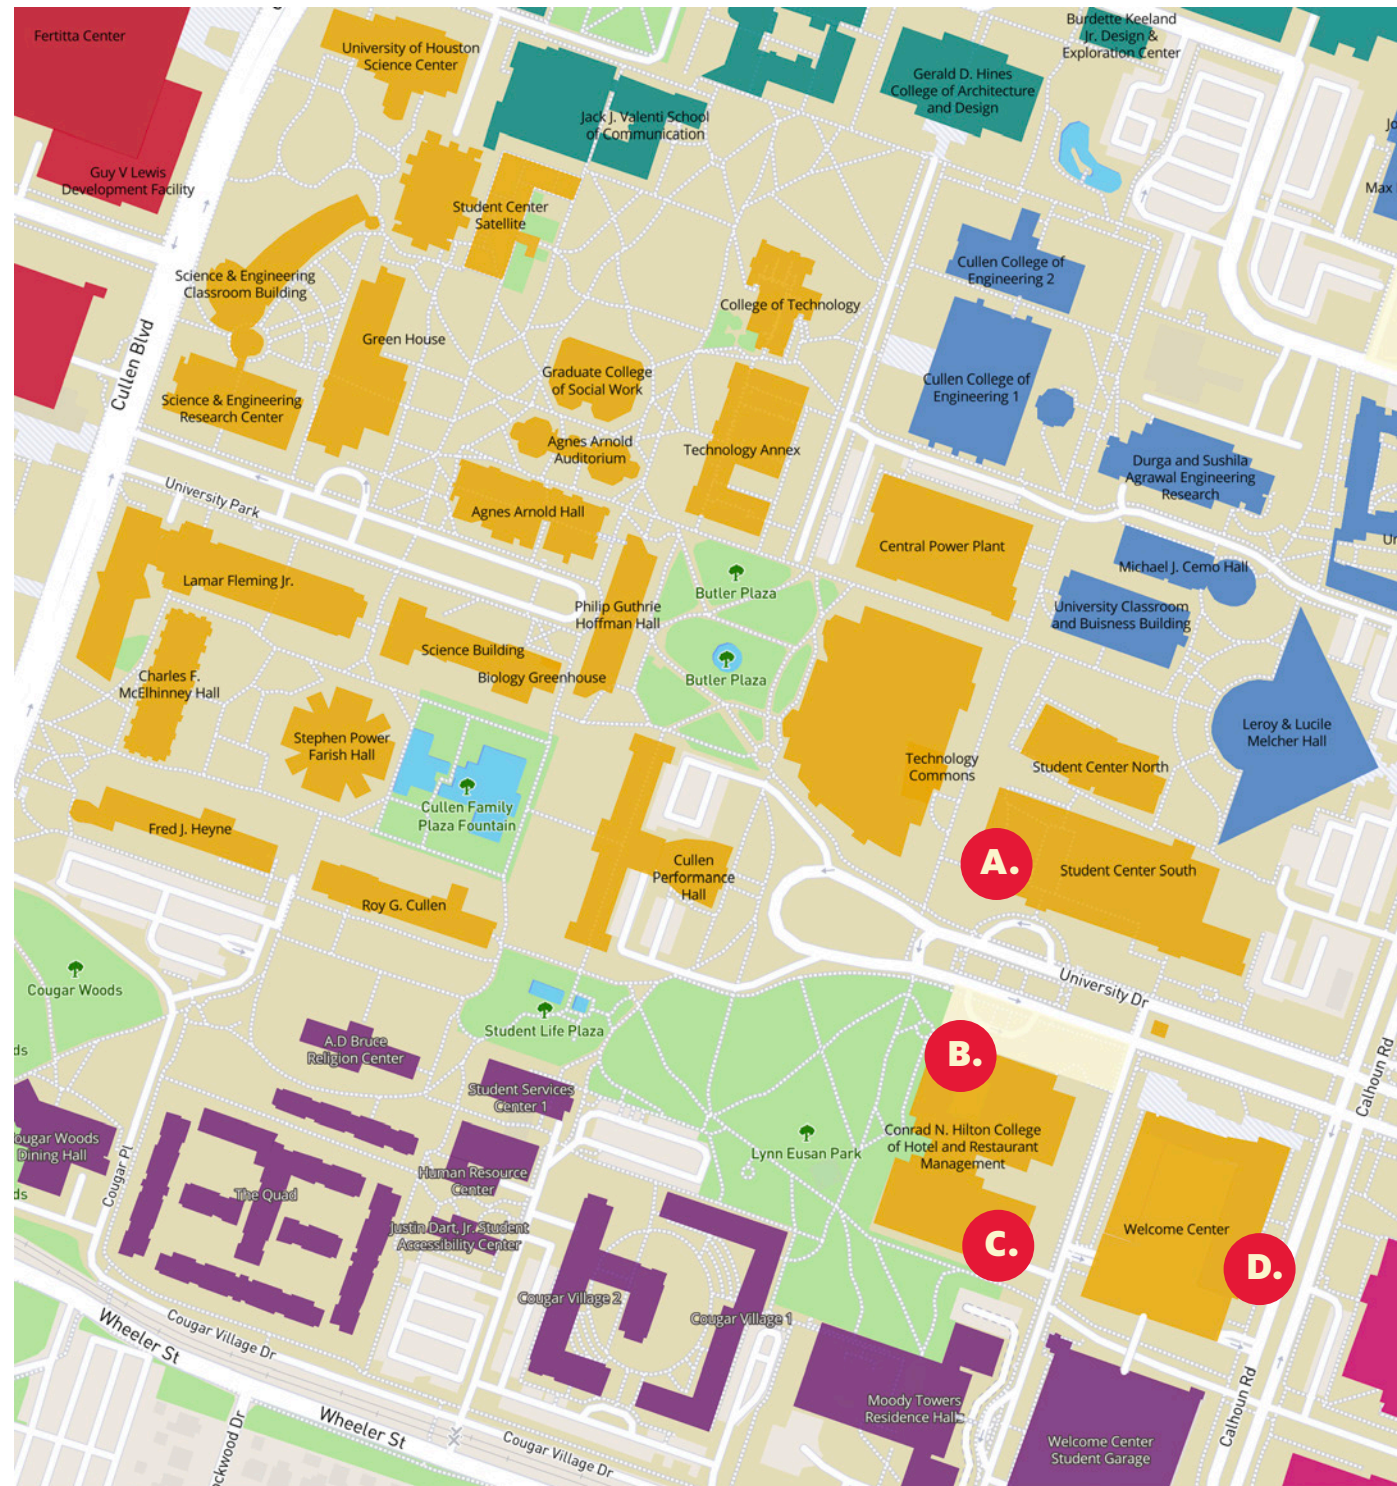 Fertitta Center
University of Houston
Science Center
Burdette Keeland
Jr. Design &
Exploration Center
Gerald D. Hines
College of Architecture
and Design
Jack J. Valenti School
of Communication
Guy V Lewis
Development Facility
Max
Student Center
Satellite
Science & Engineering
Classroom Building
Cullen College of
Engineering 2
College of Technology
Green House
Cullen Blvd
Graduate College
of Social Work
Cullen College of
Engineering 1
Science & Engineering
Research Center
Agnes Arnold
Auditorium
Technology Annex
Durga and Sushila
Agrawal Engineering
Research
University Park
Agnes Arnold Hall
Central Power Plant
Michael J. Cemo Hall
Lamar Fleming Jr.
Butler Plaza
Philip Guthrie
Hoffman Hall
University Classroom
and Buisness Building
Science Building
Biology Greenhouse
Butler Plaza
Charles F.
McElhinney Hall
Leroy & Lucile
Melcher Hall
Stephen Power
Farish Hall
Technology
Commons
Student Center North
Cullen Family
Plaza Fountain
Fred J. Heyne
Cullen
Performance
Hall
A.
Student Center South
Roy G. Cullen
Cougar Woods
University Dr
Student Life Plaza
A.D Bruce
Religion Center
B.
Calhoun Rd
Student Services
Center 1
ougar Woods
Dining Hall
Conrad N. Hilton College
of Hotel and Restaurant
Management
Lynn Eusan Park
Cougar Pl
The Quad
Human Resource
Center
Justin Dart, Jr. Student
Accessibility Center
Welcome Center
C.
D.
Cougar Village 2
Cougar Village 1
Wheeler St
Cougar Village Dr
Moody Towers
Residence Halls
Calhoun Rd
Wheeler St
ckwood Dr
Cougar Village Dr
Welcome Center
Student Garage